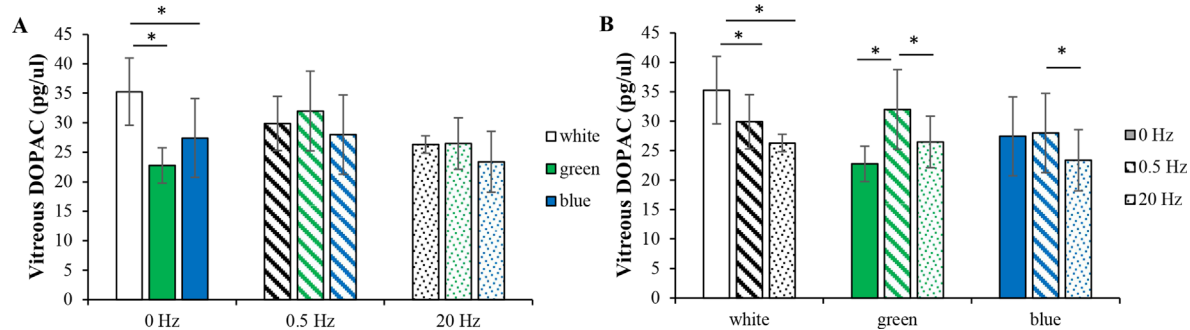 A
Vitreous DOPAC (pg/ul)
45
40
35
30
25
20
15
10
5
0
* *
*
0 Hz 0.5 Hz 20 Hz
white
green
blue
B
Vitreous DOPAC (pg/ul)
45
40
35
30
25
20
15
10
5
0
*
* * * *
white green blue
0 Hz
0.5 Hz
20 Hz